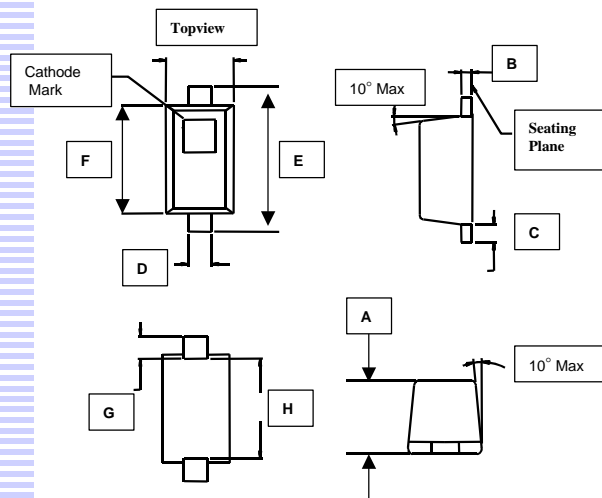 Topview
Cathode
Mark
F
E
D
10° Max
B
Seating
Plane
C
G
H
A
10° Max